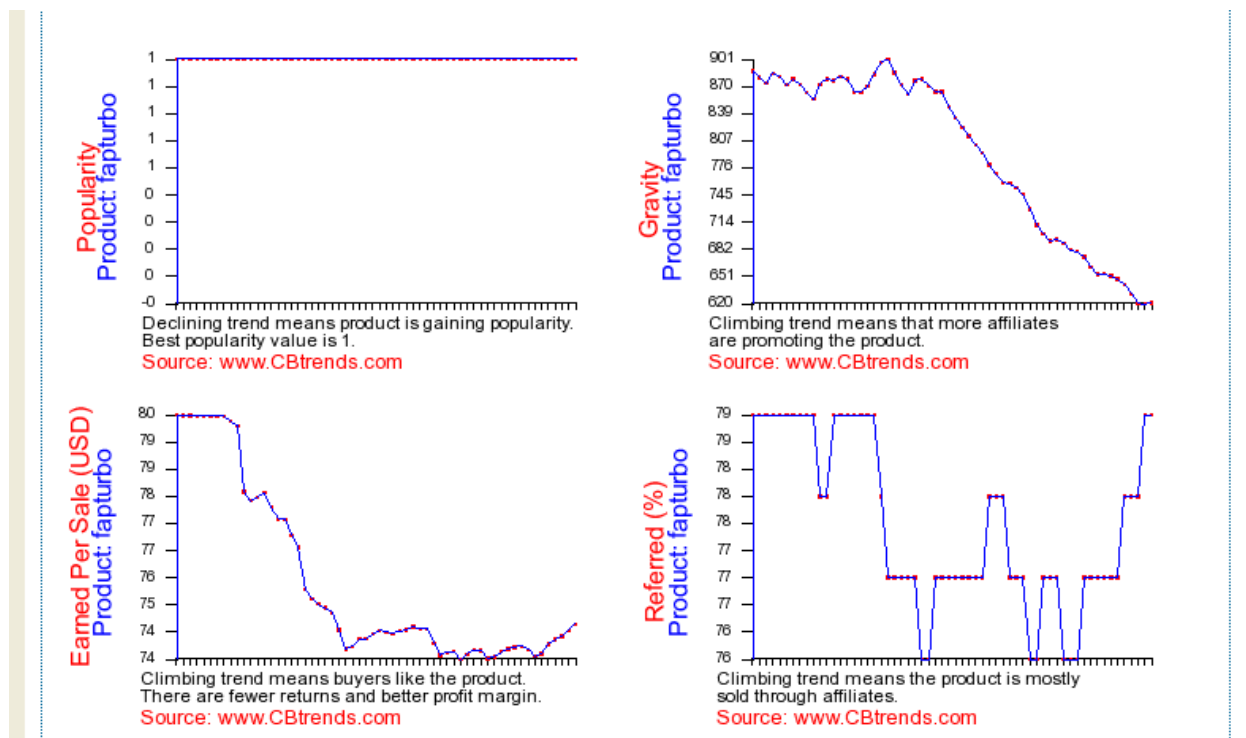 1
1
1
1
1
0
0
0
0
-0
Popularity
Product: fapturbo
Declining trend means product is gaining popularity.
Best popularity value is 1.
Source: www.CBtrends.com
901
870
839
807
776
745
714
682
651
620
Gravity
Product: fapturbo
Climbing trend means that more affiliates
are promoting the product.
Source: www.CBtrends.com
80
79
79
78
77
77
76
75
74
74
Earned Per Sale (USD)
Product: fapturbo
Climbing trend means buyers like the product.
There are fewer returns and better profit margin.
Source: www.CBtrends.com
79
79
78
78
78
77
77
77
76
76
Referred (%)
Product: fapturbo
Climbing trend means the product is mostly
sold through affiliates.
Source: www.CBtrends.com